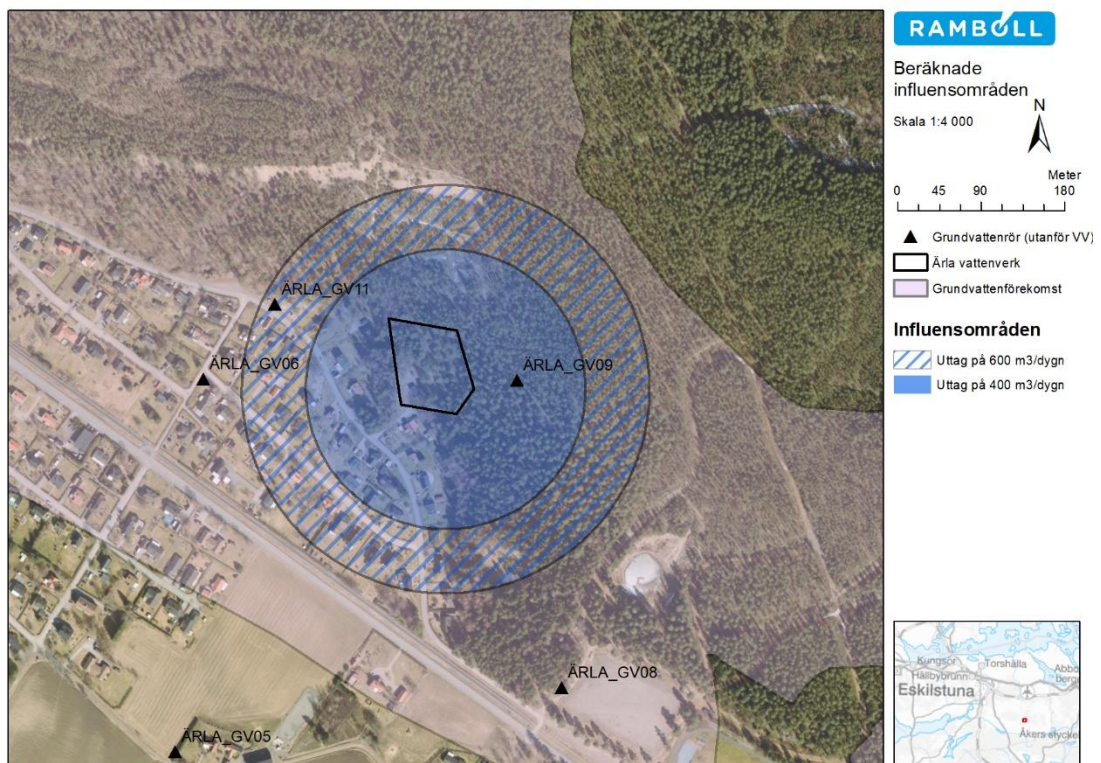 RAMBOLL
Beräknade
influensområden
Skala 1:4 000
N
Meter
0 45 90 180
Grundvattenrör (utanför VV)
Ärla vattenverk
Grundvattenförekomst
Influensområden
Uttag på 600 m3/dygn
Uttag på 400 m3/dygn
ÄRLA_GV11
ÄRLA_GV06
ÄRLA_GV09
ÄRLA_GV08
ÄRLA_GV05
Kungsör
Torshälla
Hällbybrunn
Eskilstuna
Åkers styckel